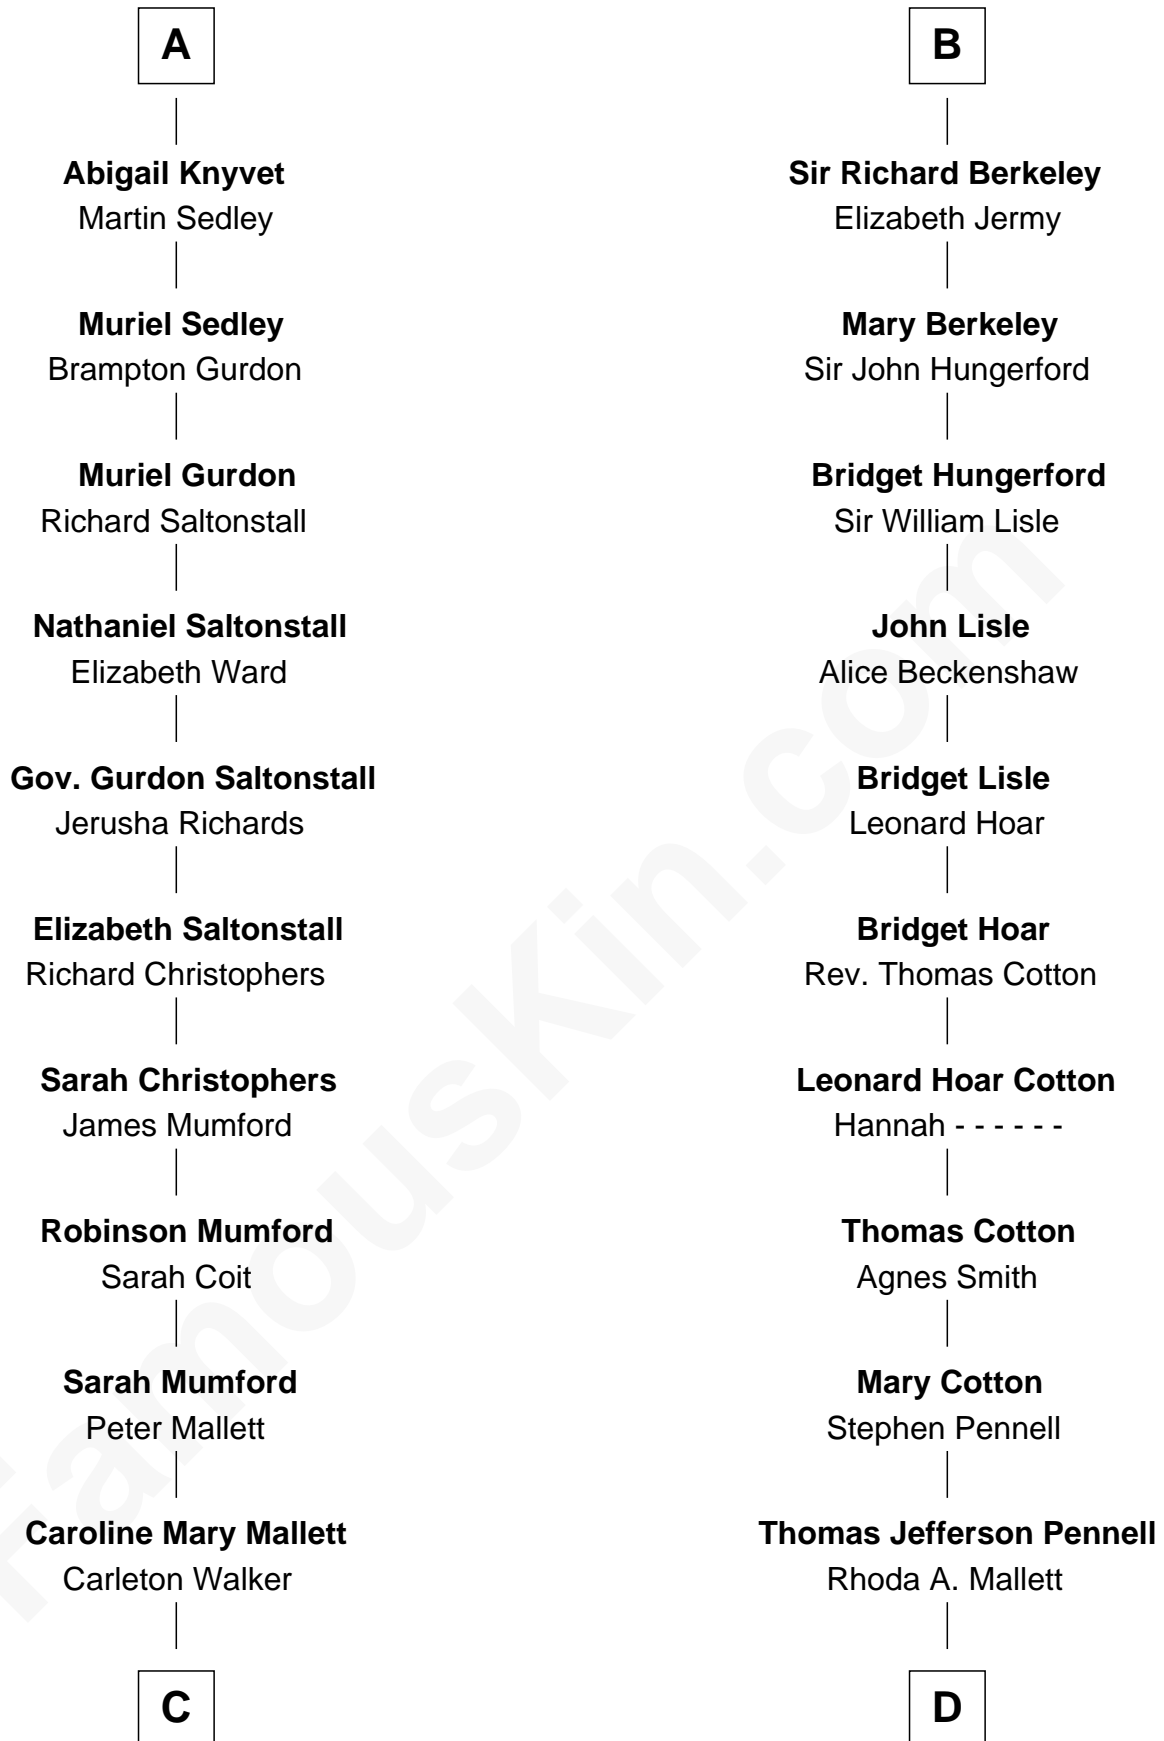 A
Abigail Knyvet
Martin Sedley
Muriel Sedley
Brampton Gurdon
Muriel Gurdon
Richard Saltonstall
Nathaniel Saltonstall
Elizabeth Ward
Gov. Gurdon Saltonstall
Jerusha Richards
Elizabeth Saltonstall
Richard Christophers
Sarah Christophers
James Mumford
Robinson Mumford
Sarah Coit
Sarah Mumford
Peter Mallett
Caroline Mary Mallett
Carleton Walker
C
B
Sir Richard Berkeley
Elizabeth Jermy
Mary Berkeley
Sir John Hungerford
Bridget Hungerford
Sir William Lisle
John Lisle
Alice Beckenshaw
Bridget Lisle
Leonard Hoar
Bridget Hoar
Rev. Thomas Cotton
Leonard Hoar Cotton
Hannah - - - - - -
Thomas Cotton
Agnes Smith
Mary Cotton
Stephen Pennell
Thomas Jefferson Pennell
Rhoda A. Mallett
D
FamousKin.com